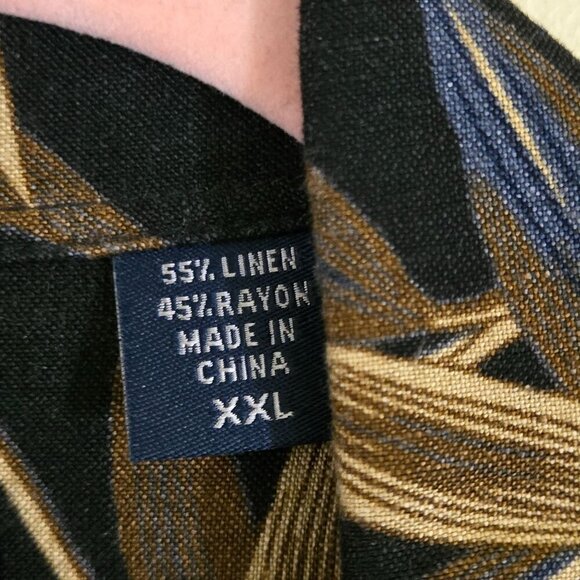 55% LINEN
45% RAYON
MADE IN
CHINA
XXL